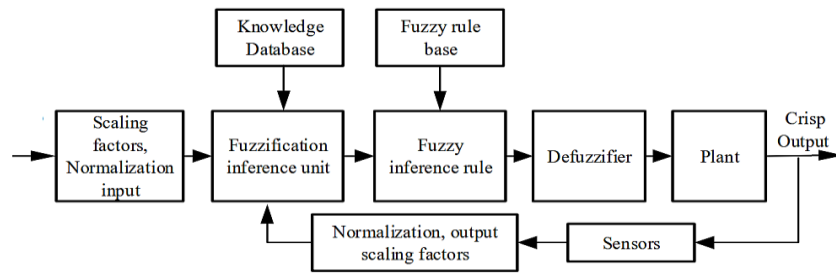 Knowledge
Database
Fuzzy rule
base
Scaling
factors,
Normalization
input
Fuzzification
inference unit
Fuzzy
inference rule
Defuzzifier
Plant
Crisp
Output
Normalization, output
scaling factors
Sensors